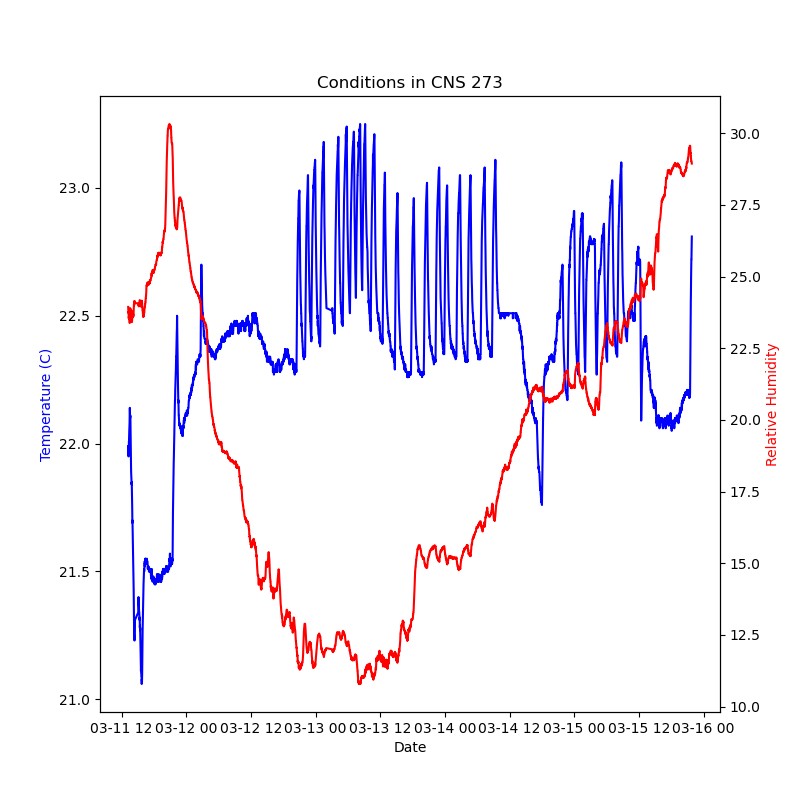 Conditions in CNS 273
Temperature (C)
23.0
22.5
22.0
21.5
21.0
30.0
27.5
25.0
22.5
20.0
17.5
15.0
12.5
10.0
Relative Humidity
03-11 12 03-12 00 03-12 12 03-13 00 03-13 12 03-14 00 03-14 12 03-15 00 03-15 12 03-16 00
Date